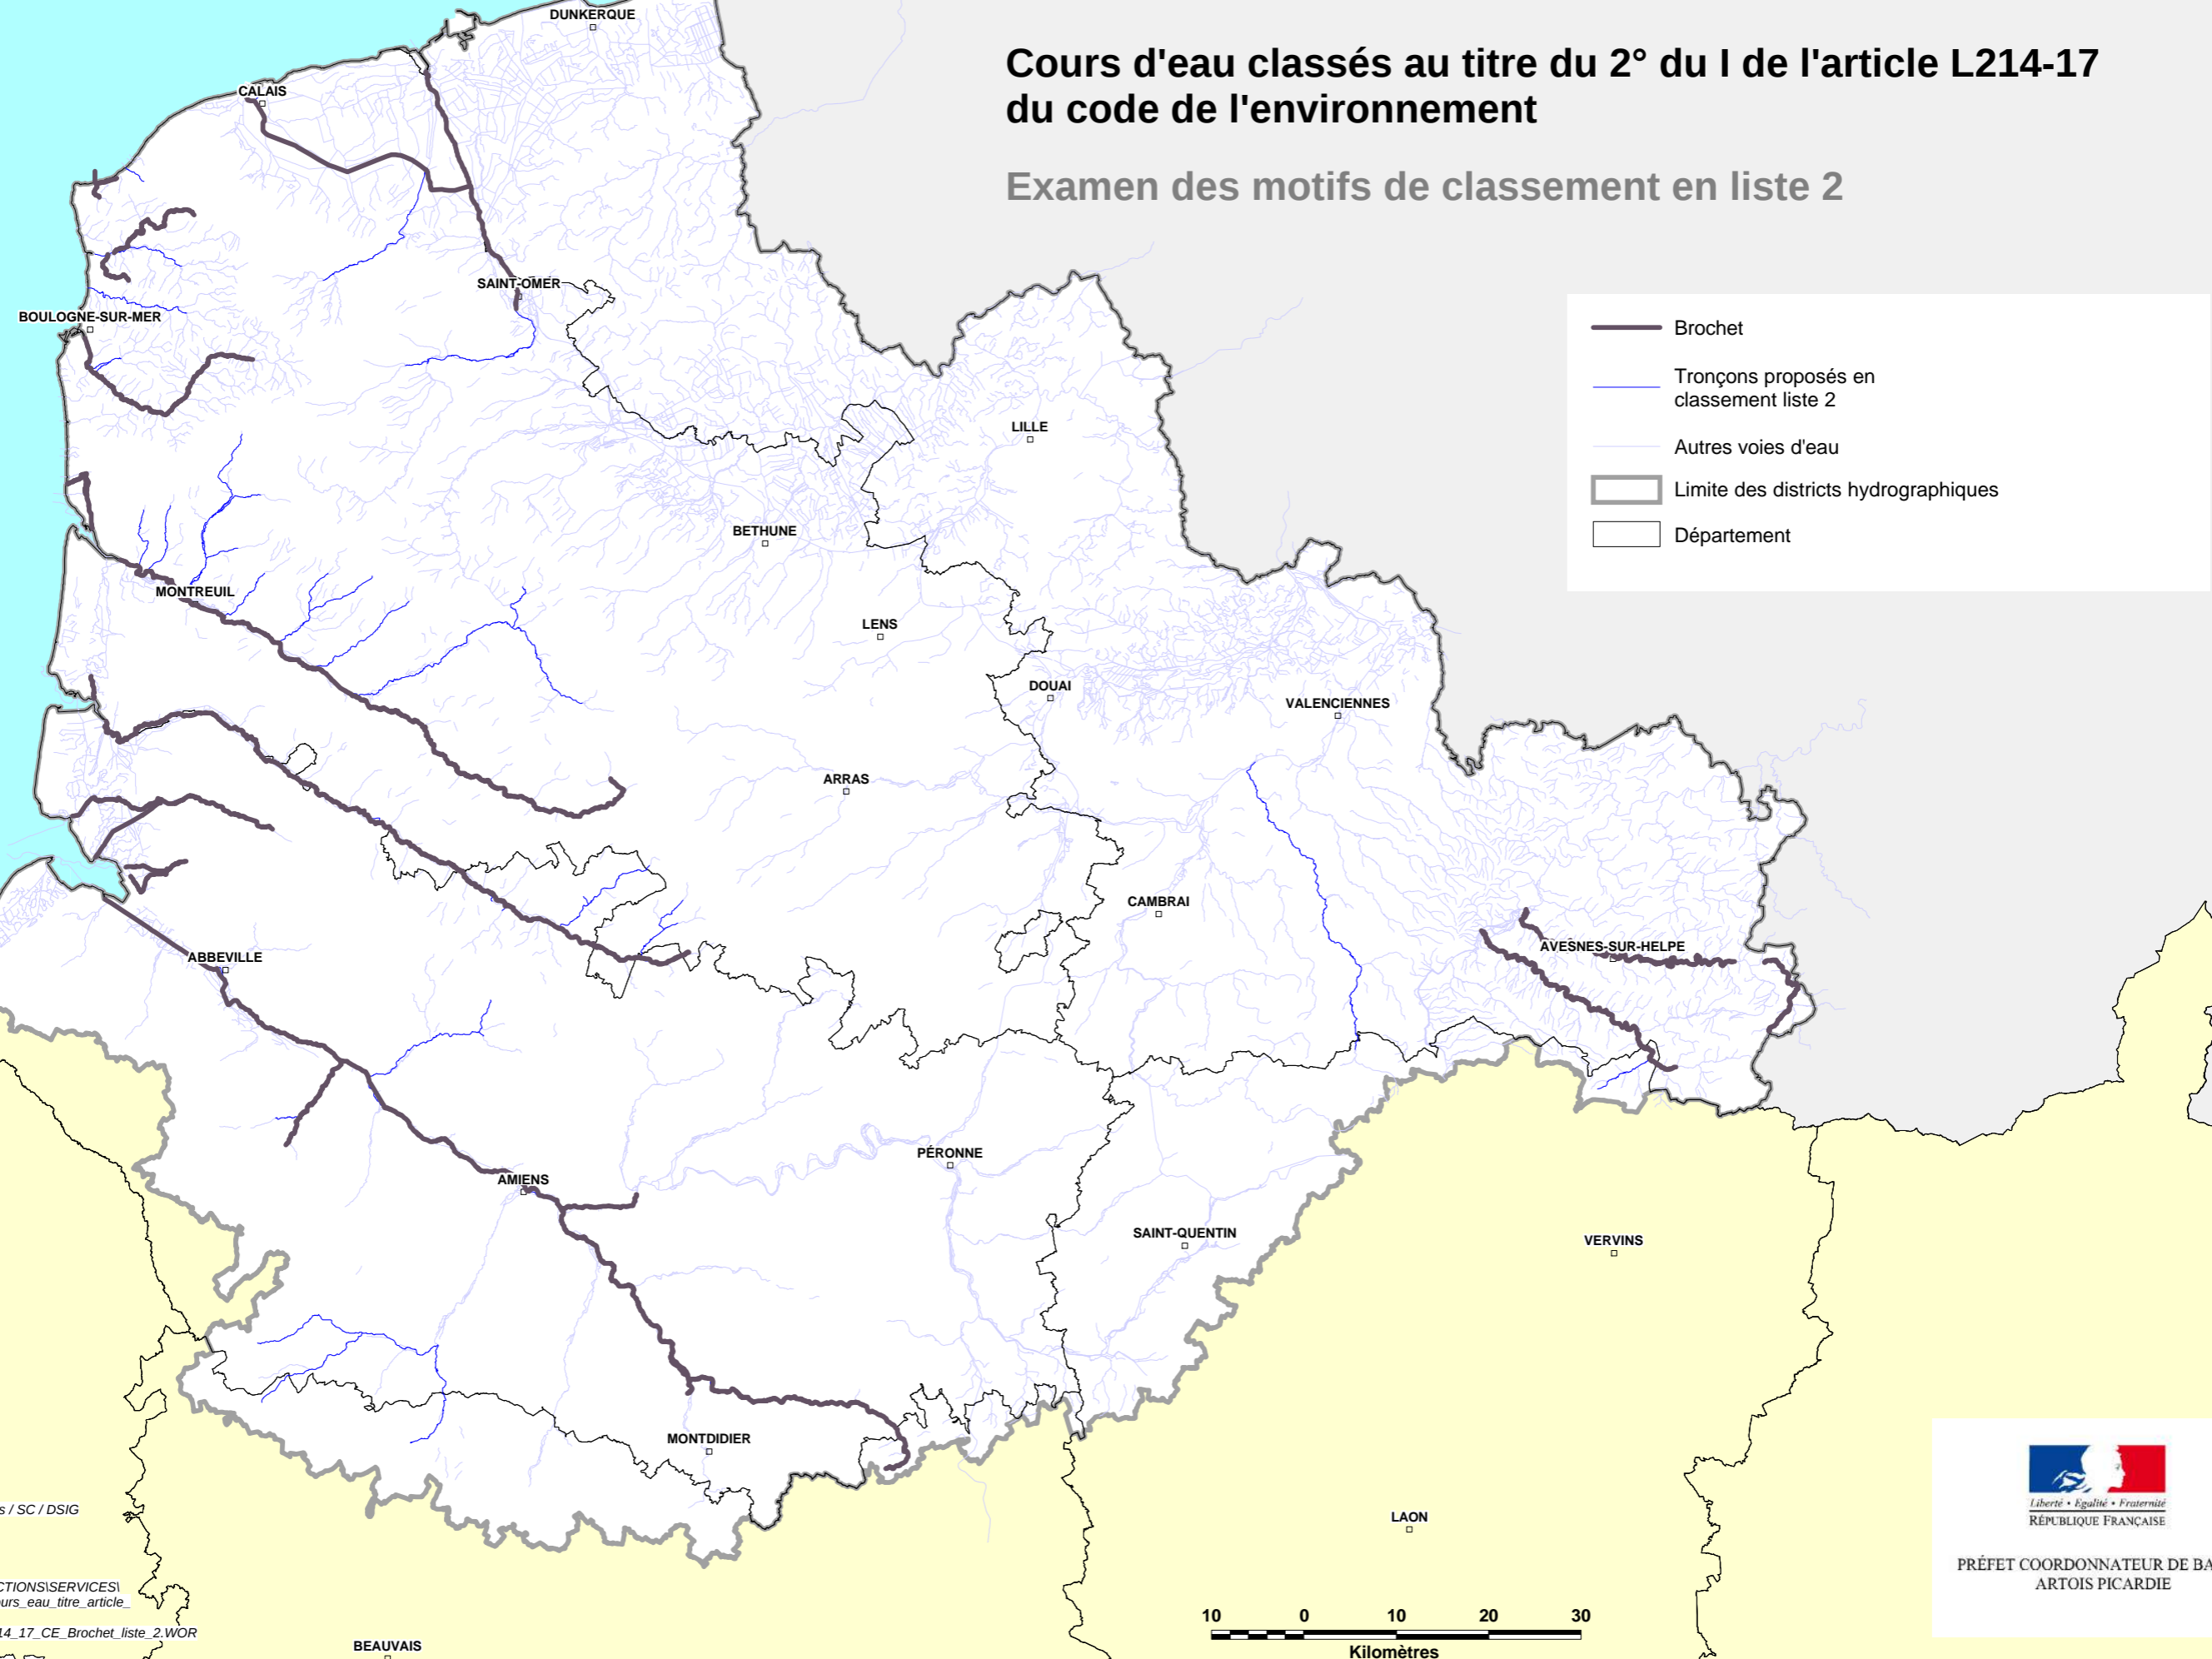 Cours d'eau classés au titre du 2° du I de l'article L214-17
du code de l'environnement
Examen des motifs de classement en liste 2
Brochet
Tronçons proposés en
classement liste 2
Autres voies d'eau
Limite des districts hydrographiques
Département
DUNKERQUE
CALAIS
SAINT-OMER
BOULOGNE-SUR-MER
LILLE
BETHUNE
MONTREUIL
LENS
DOUAI
VALENCIENNES
ARRAS
CAMBRAI
AVESNES-SUR-HELPE
ABBEVILLE
PÉRONNE
AMIENS
SAINT-QUENTIN
VERVINS
MONTDIDIER
LAON
BEAUVAIS
s / SC / DSIG
CTIONS\SERVICES\
urs_eau_titre_article_
14_17_CE_Brochet_liste_2.WOR
10 0 10 20 30
Kilomètres
Liberté • Egalité • Fraternité
RÉPUBLIQUE FRANÇAISE
PRÉFET COORDONNATEUR DE BA
ARTOIS PICARDIE